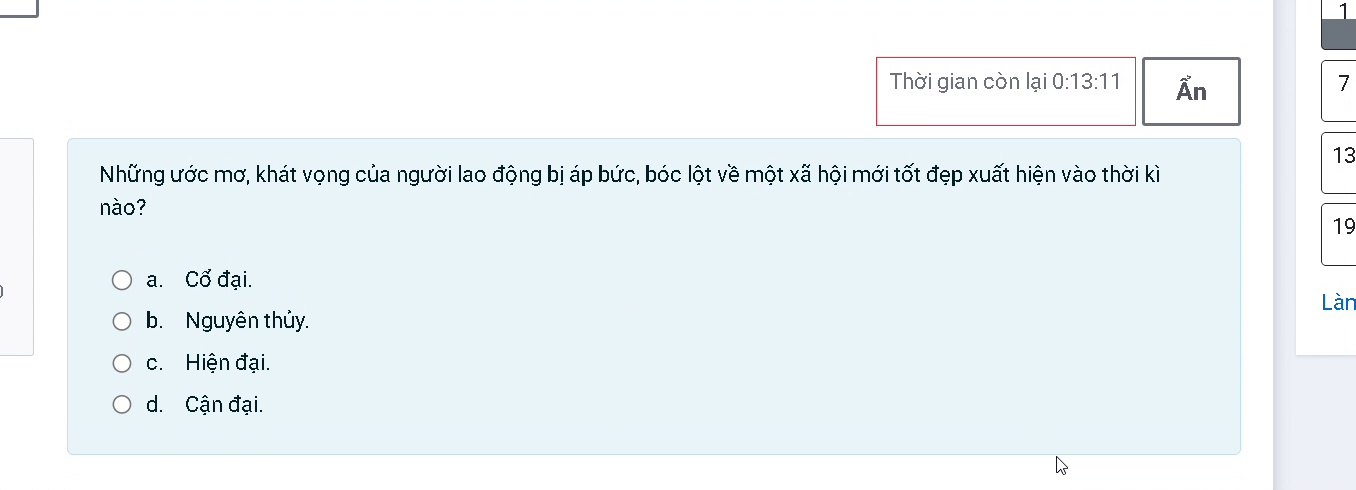 1
Thời gian còn lại 0:13:11
Ẩn
7
Những ước mơ, khát vọng của người lao động bị áp bức, bóc lột về một xã hội mới tốt đẹp xuất hiện vào thời kì
nào?
13
19
a. Cổ đại.
b. Nguyên thủy.
c. Hiện đại.
d. Cận đại.